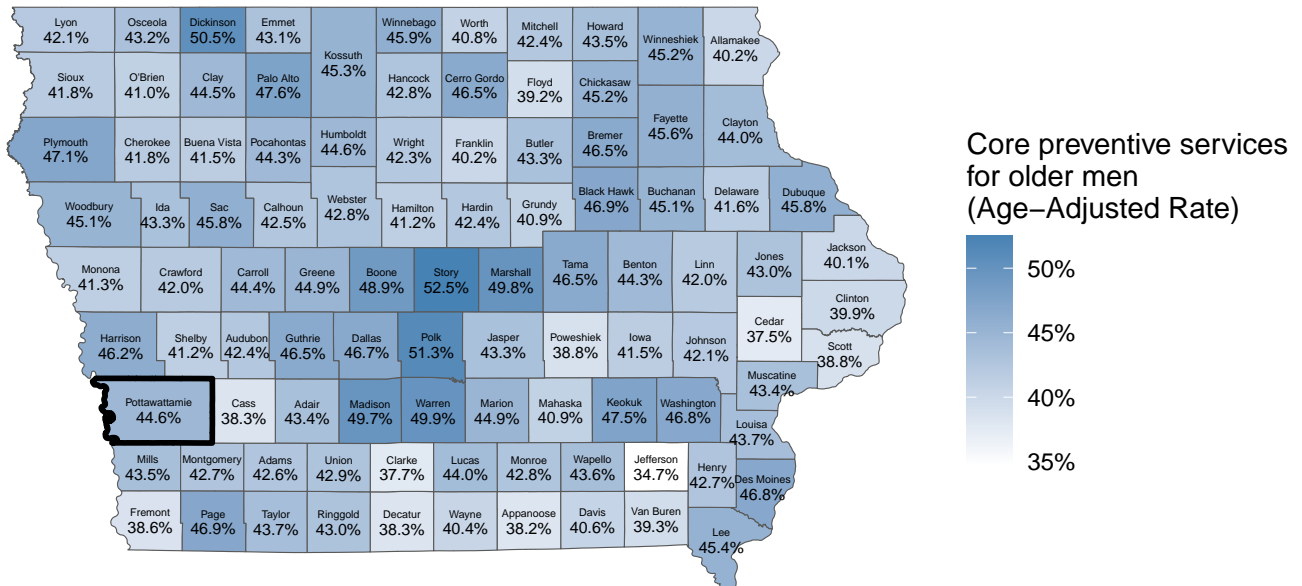 Lyon
42.1%
Osceola
43.2%
Dickinson
50.5%
Emmet
43.1%
Kossuth
45.3%
Winnebago
45.9%
Worth
40.8%
Mitchell
42.4%
Howard
43.5%
Winneshiek
45.2%
Allamakee
40.2%
Sioux
41.8%
O'Brien
41.0%
Clay
44.5%
Palo Alto
47.6%
Hancock
42.8%
Cerro Gordo
46.5%
Floyd
39.2%
Chickasaw
45.2%
Fayette
45.6%
Clayton
44.0%
Plymouth
47.1%
Cherokee
41.8%
Buena Vista
41.5%
Pocahontas
44.3%
Humboldt
44.6%
Wright
42.3%
Franklin
40.2%
Butler
43.3%
Bremer
46.5%
Woodbury
45.1%
Ida
43.3%
Sac
45.8%
Calhoun
42.5%
Webster
42.8%
Hamilton
41.2%
Hardin
42.4%
Grundy
40.9%
Black Hawk
46.9%
Buchanan
45.1%
Delaware
41.6%
Dubuque
45.8%
Monona
41.3%
Crawford
42.0%
Carroll
44.4%
Greene
44.9%
Boone
48.9%
Story
52.5%
Marshall
49.8%
Tama
46.5%
Benton
44.3%
Linn
42.0%
Jones
43.0%
Jackson
40.1%
Clinton
39.9%
Cedar
37.5%
Scott
38.8%
Harrison
46.2%
Shelby
41.2%
Audubon
42.4%
Guthrie
46.5%
Dallas
46.7%
Polk
51.3%
Jasper
43.3%
Poweshiek
38.8%
Iowa
41.5%
Johnson
42.1%
Muscatine
43.4%
Pottawattamie
44.6%
Cass
38.3%
Adair
43.4%
Madison
49.7%
Warren
49.9%
Marion
44.9%
Mahaska
40.9%
Keokuk
47.5%
Washington
46.8%
Louisa
43.7%
Mills
43.5%
Montgomery
42.7%
Adams
42.6%
Union
42.9%
Clarke
37.7%
Lucas
44.0%
Monroe
42.8%
Wapello
43.6%
Jefferson
34.7%
Henry
42.7%
Des Moines
46.8%
Fremont
38.6%
Page
46.9%
Taylor
43.7%
Ringgold
43.0%
Decatur
38.3%
Wayne
40.4%
Appanoose
38.2%
Davis
40.6%
Van Buren
39.3%
Lee
45.4%
Core preventive services
for older men
(Age−Adjusted Rate)
50%
45%
40%
35%